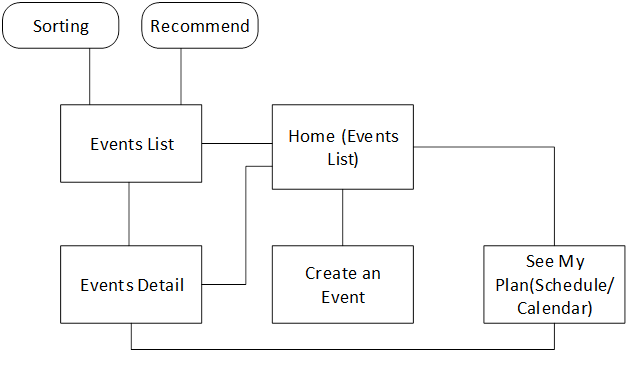 Sorting
Recommend
Events List
Home (Events
List)
Events Detail
Create an
Event
See My
Plan(Schedule/
Calendar)